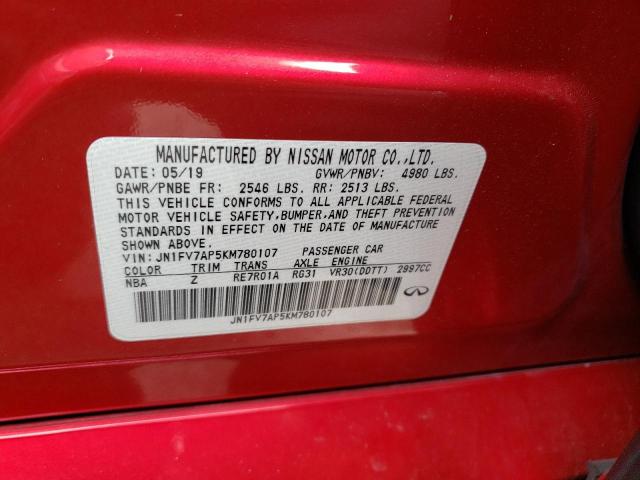 MANUFACTURED BY NISSAN MOTOR CO.,LTD.
DATE: 05/19 GVWR/PNBV: 4980 LBS.
GAWR/PNBE FR: 2546 LBS. RR: 2513 LBS.
THIS VEHICLE CONFORMS TO ALL APPLICABLE FEDERAL
MOTOR VEHICLE SAFETY,BUMPER,AND THEFT PREVENTION
STANDARDS IN EFFECT ON THE DATE OF MANUFACTURE
SHOWN ABOVE.
VIN: JN1FV7AP5KM780107 PASSENGER CAR
COLOR TRIM TRANS AXLE ENGINE
NBA Z RE7R01A RG31 VR30(DDTT) 2997CC
JN1FV7AP5KM780107